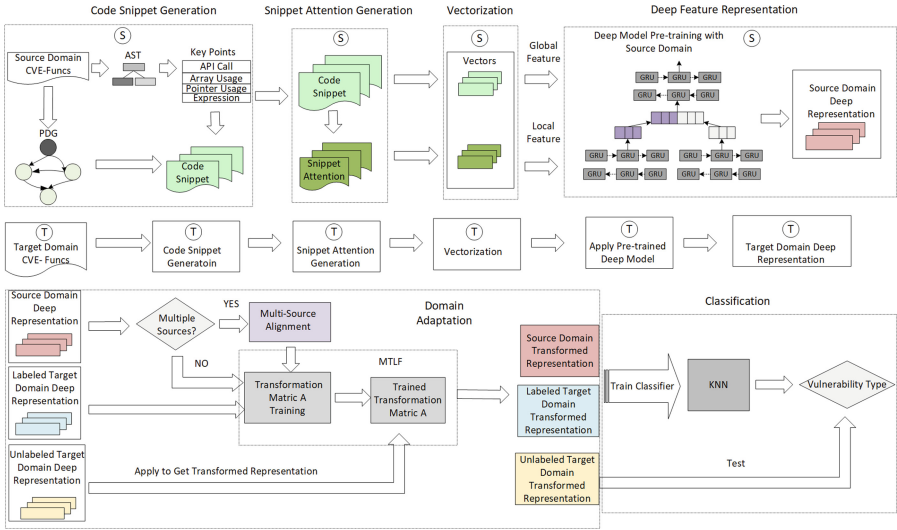 Code Snippet Generation
Snippet Attention Generation
Vectorization
Deep Feature Representation
S
Source Domain
CVE-Funcs
AST
Key Points
API Call
Array Usage
Pointer Usage
Expression
PDG
Code
Snippet
S
Code
Snippet
Snippet
Attention
S
Vectors
Global
Feature
Local
Feature
Deep Model Pre-training with
Source Domain
S
GRU GRU GRU
GRU GRU GRU
GRU GRU GRU GRU GRU GRU
GRU GRU GRU GRU GRU GRU
Source Domain
Deep
Representation
T
Target Domain
CVE- Funcs
T
Code Snippet
Generatoin
T
Snippet Attention
Generation
T
Vectorization
T
Apply Pre-trained
Deep Model
T
Target Domain Deep
Representation
Source Domain
Deep
Representation
Multiple
Sources?
YES
NO
Multi-Source
Alignment
Domain
Adaptation
MTLF
Labeled Target
Domain Deep
Representation
Transformation
Matric A
Training
Trained
Transformation
Matric A
Unlabeled Target
Domain Deep
Representation
Apply to Get Transformed Representation
Source Domain
Transformed
Representation
Labeled Target
Domain
Transformed
Representation
Unlabeled Target
Domain
Transformed
Representation
Classification
Train Classifier
KNN
Vulnerability Type
Test